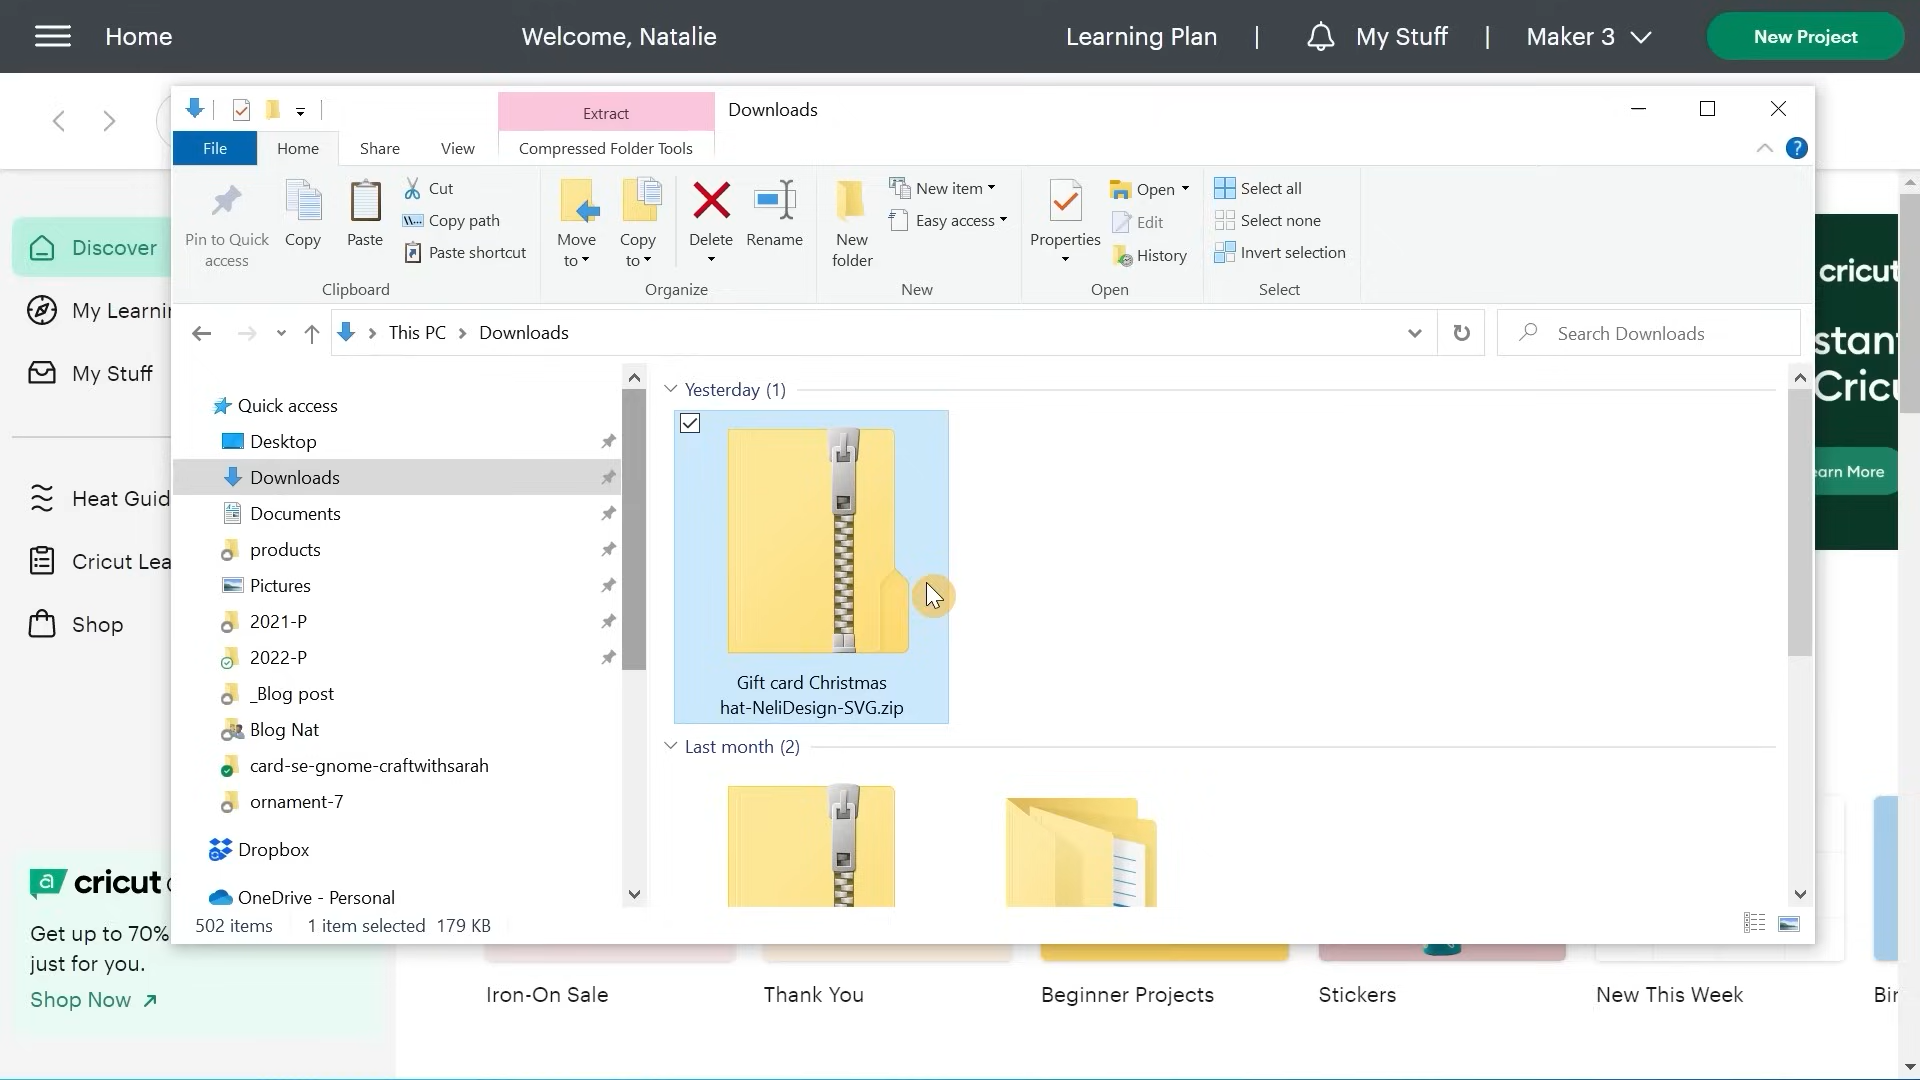 Home
Welcome, Natalie
Learning Plan
My Stuff
Maker 3
New Project
Extract
Downloads
File
Home
Share
View
Compressed Folder Tools
Pin to Quick
access
Copy
Paste
Cut
Copy path
Paste shortcut
Clipboard
Move
to
Copy
to
Delete
Rename
Organize
New
folder
New item
Easy access
New
Properties
Open
Edit
History
Open
Select all
Select none
Invert selection
Select
This PC
Downloads
Search Downloads
Discover
My Learni
My Stuff
Heat Guid
Cricut Lea
Shop
Quick access
Desktop
Downloads
Documents
products
Pictures
2021-P
2022-P
_Blog post
Blog Nat
card-se-gnome-craftwithsarah
ornament-7
Dropbox
OneDrive - Personal
Yesterday (1)
Gift card Christmas
hat-NeliDesign-SVG.zip
Last month (2)
502 items
1 item selected 179 KB
cricut
stan
Cricu
earn More
cricut
Get up to 70%
just for you.
Shop Now
Iron-On Sale
Thank You
Beginner Projects
Stickers
New This Week
Bir